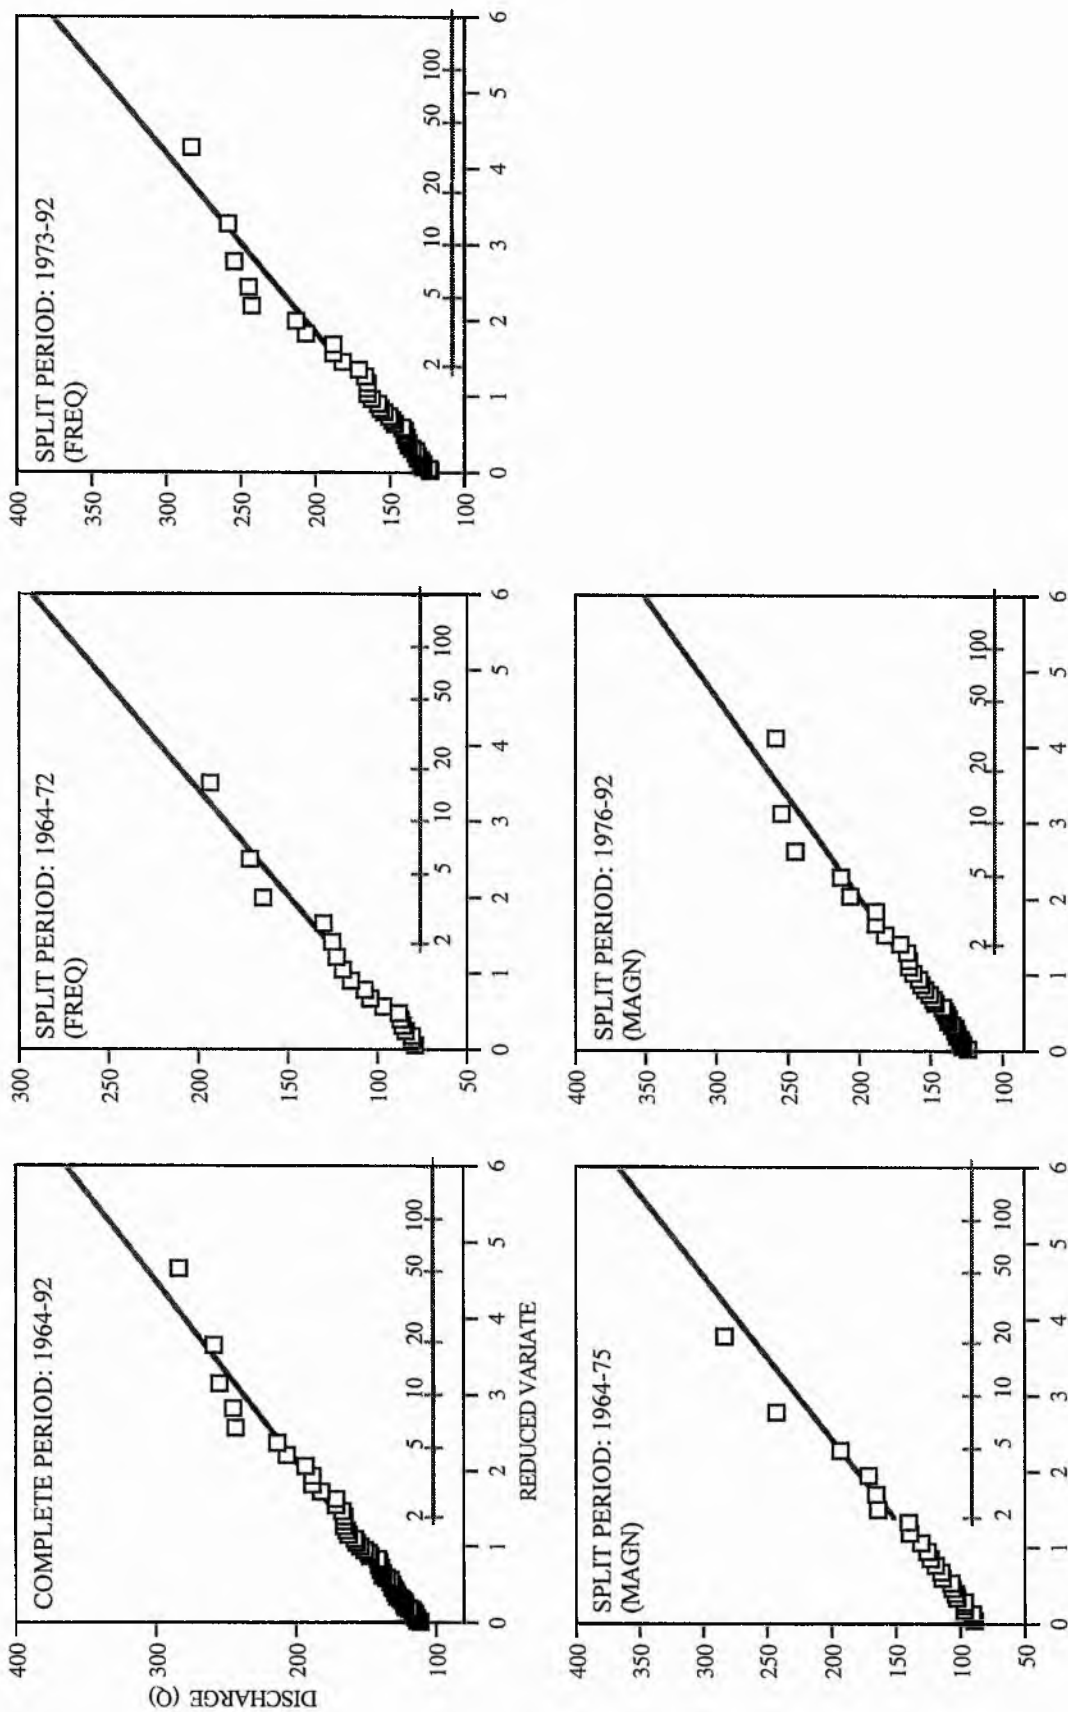 COMPLETE PERIOD: 1964-92
400
300
200
100
DISCHARGE (Q)
2 5 10 20 50 100
0 1 2 3 4 5 6
REDUCED VARIATE
SPLIT PERIOD: 1964-72
(FREQ)
300
250
200
150
100
50
2 5 10 20 50 100
0 1 2 3 4 5 6
SPLIT PERIOD: 1973-92
(FREQ)
400
350
300
250
200
150
100
2 5 10 20 50 100
0 1 2 3 4 5 6
SPLIT PERIOD: 1964-75
(MAGN)
400
350
300
250
200
150
100
50
2 5 10 20 50 100
0 1 2 3 4 5 6
SPLIT PERIOD: 1976-92
(MAGN)
400
350
300
250
200
150
100
2 5 10 20 50 100
0 1 2 3 4 5 6